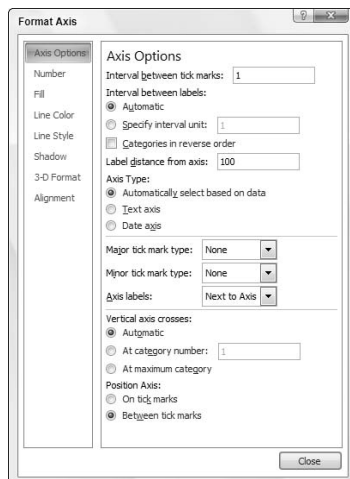 Format Axis
Axis Options
Number
Fill
Line Color
Line Style
Shadow
3-D Format
Alignment
Axis Options
Interval between tick marks: 1
Interval between labels:
Automatic
Specify interval unit: 1
Categories in reverse order
Label distance from axis: 100
Axis Type:
Automatically select based on data
Text axis
Date axis
Major tick mark type: None
Minor tick mark type: None
Axis labels: Next to Axis
Vertical axis crosses:
Automatic
At category number: 1
At maximum category
Position Axis:
On tick marks
Between tick marks
Close